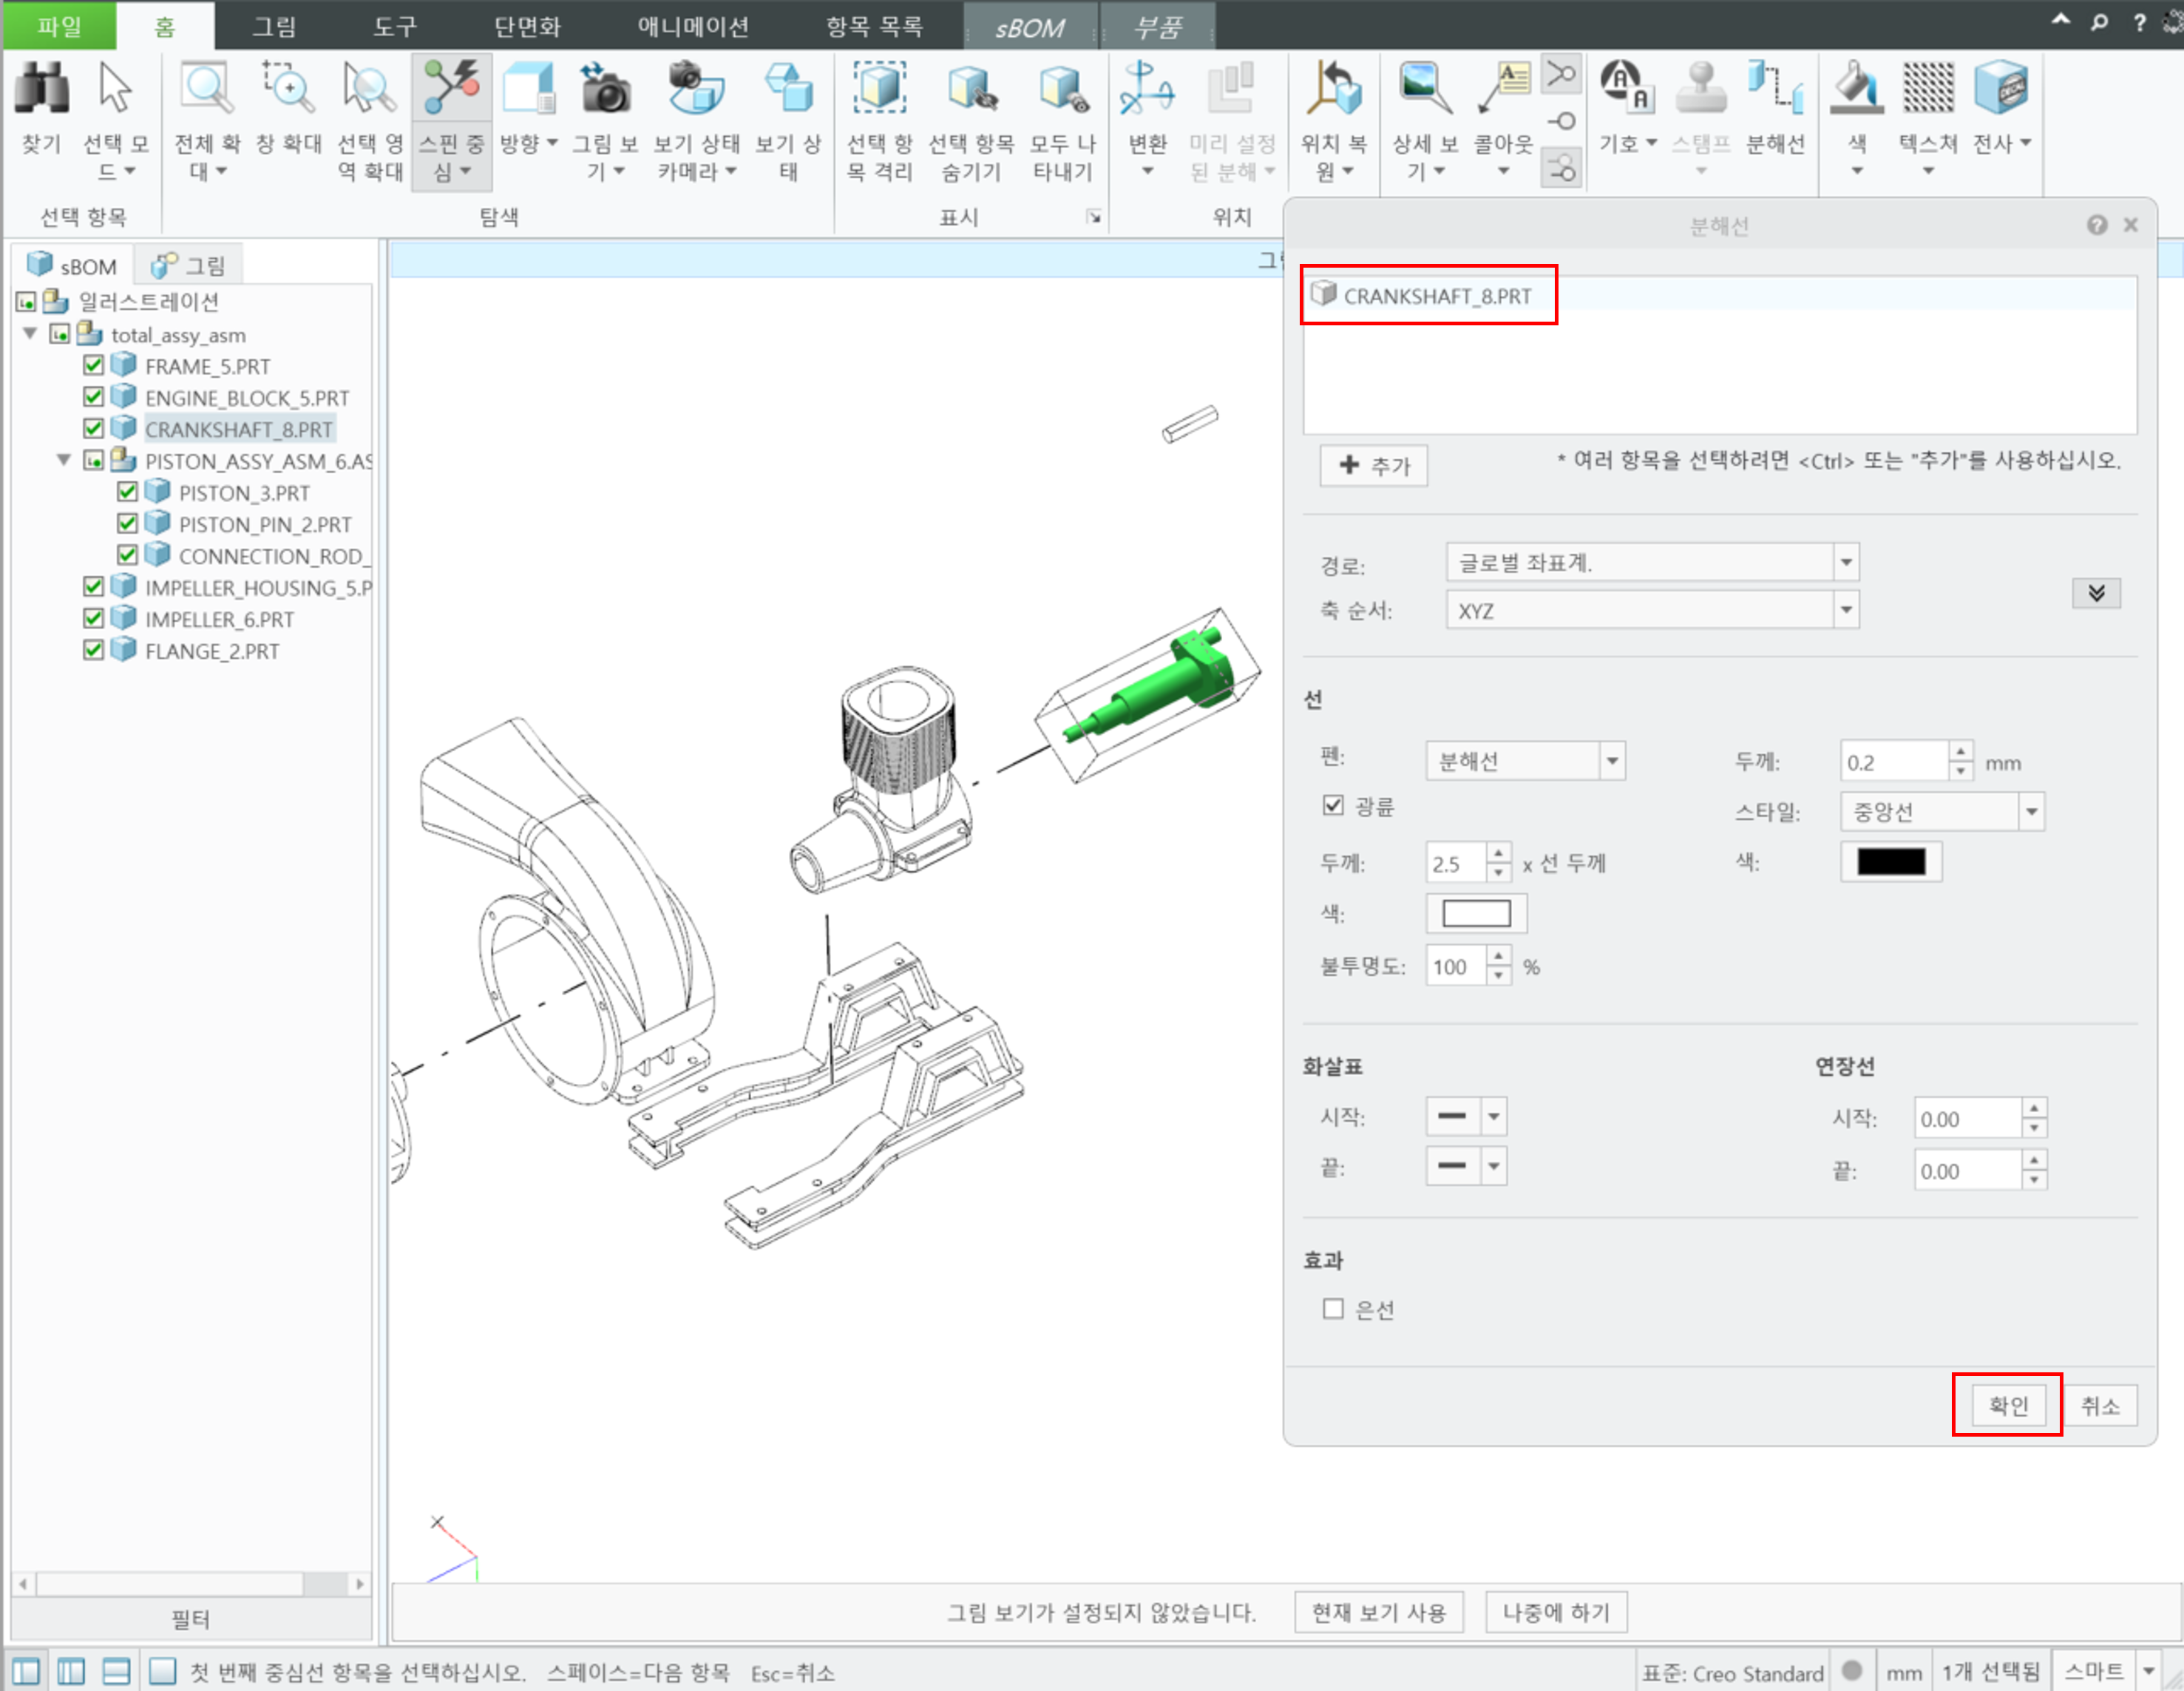 파일 홈 그림 도구 단면화 애니메이션 항목 목록 sBOM 부품 ?
찾기 선택 모드 전체 확대 창 확대 선택 영역 확대 스핀 중심 방향 그림 보기 보기 상태 카메라 보기 상태 선택 항목 격리 선택 항목 숨기기 모두 나타내기 변환 미리 설정된 분해 위치 복원 상세 보기 콜아웃 기호 스탬프 분해선 색 텍스쳐 전사
선택 항목 탐색 표시 위치
sBOM 그림
일러스트레이션
total_assy_asm
FRAME_5.PRT
ENGINE_BLOCK_5.PRT
CRANKSHAFT_8.PRT
PISTON_ASSY_ASM_6.AS
PISTON_3.PRT
PISTON_PIN_2.PRT
CONNECTION_ROD_
IMPELLER_HOUSING_5.P
IMPELLER_6.PRT
FLANGE_2.PRT
필터
분해선
CRANKSHAFT_8.PRT
추가 * 여러 항목을 선택하려면 <Ctrl> 또는 "추가"를 사용하십시오.
경로: 글로벌 좌표계.
축 순서: XYZ
선
펜: 분해선 두께: 0.2 mm
광륜 스타일: 중앙선
두께: 2.5 x 선 두께 색:
색:
불투명도: 100 %
화살표 연장선
시작: 시작: 0.00
끝: 끝: 0.00
효과
은선
확인 취소
그림 보기가 설정되지 않았습니다. 현재 보기 사용 나중에 하기
첫 번째 중심선 항목을 선택하십시오. 스페이스=다음 항목 Esc=취소 표준: Creo Standard mm 1개 선택됨 스마트